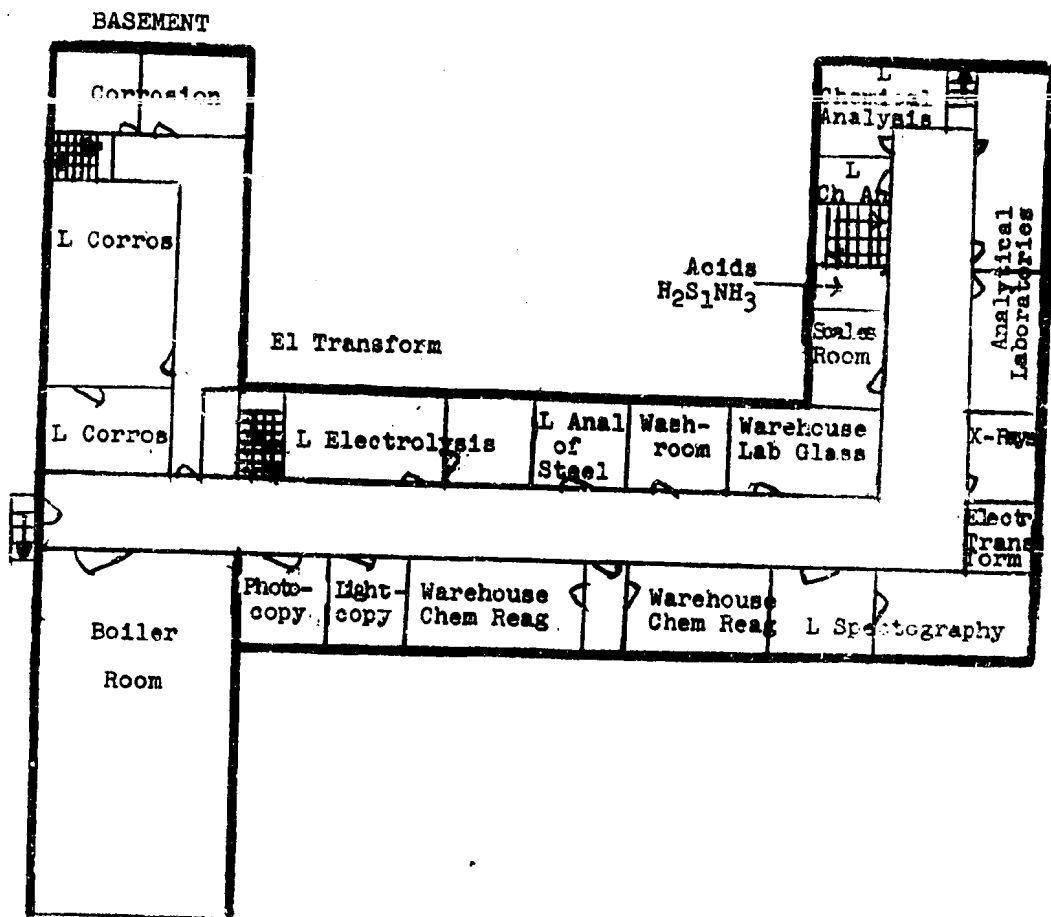 BASEMENT
Corrosion
L Corros
L Corros
El Transform
L Electrolysis
L Anal
of
Steel
Wash-
room
Warehouse
Lab Glass
L
Chemical
Analysis
L
Ch An
Acids
H₂S₁NH₃
Scales
Room
Analytical
Laboratories
X-Rays
Electr
Trans
form
Boiler
Room
Photo-
copy
Light-
copy
Warehouse
Chem Reag
Warehouse
Chem Reag
L Spectography